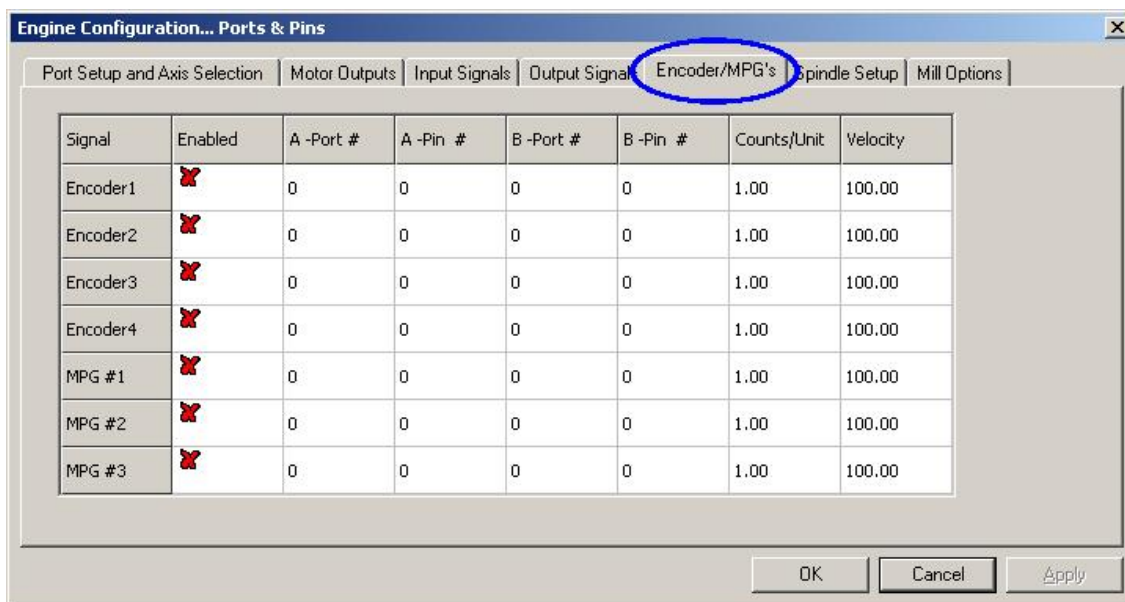 Engine Configuration... Ports & Pins
Port Setup and Axis Selection Motor Outputs Input Signals Output Signal Encoder/MPG's Spindle Setup Mill Options
Signal Enabled A -Port # A -Pin # B -Port # B -Pin # Counts/Unit Velocity
Encoder1 0 0 0 0 1.00 100.00
Encoder2 0 0 0 0 1.00 100.00
Encoder3 0 0 0 0 1.00 100.00
Encoder4 0 0 0 0 1.00 100.00
MPG #1 0 0 0 0 1.00 100.00
MPG #2 0 0 0 0 1.00 100.00
MPG #3 0 0 0 0 1.00 100.00
OK Cancel Apply